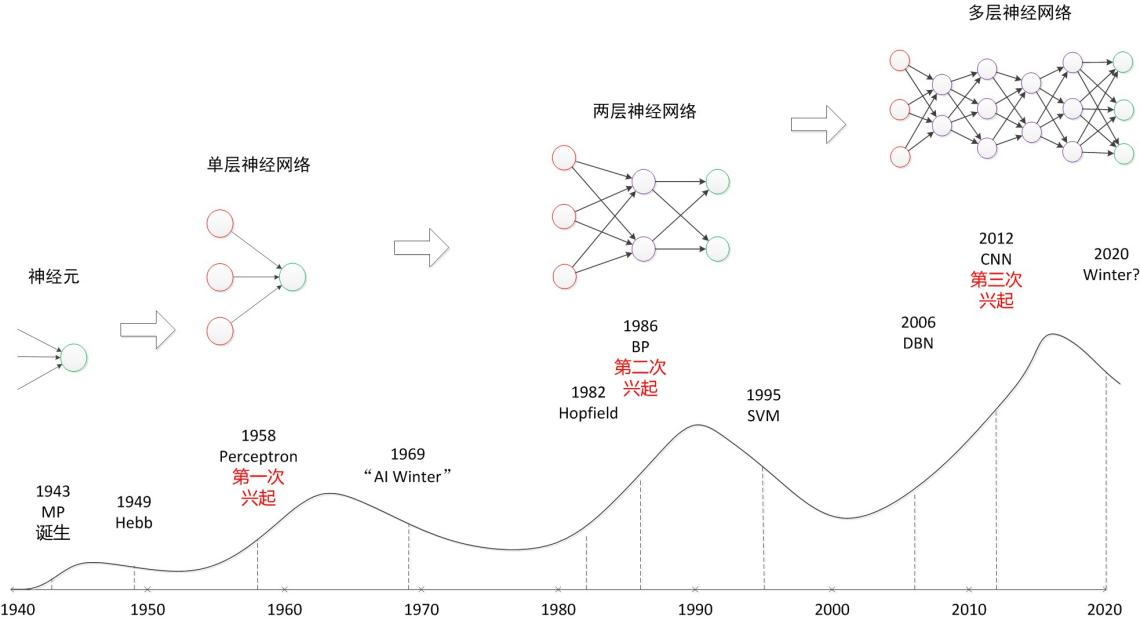 多层神经网络
两层神经网络
单层神经网络
神经元
2012
CNN
第三次
兴起
2020
Winter?
1986
BP
第二次
兴起
2006
DBN
1982
Hopfield
1995
SVM
1958
Perceptron
第一次
兴起
1969
“AI Winter”
1943
MP
诞生
1949
Hebb
1940 1950 1960 1970 1980 1990 2000 2010 2020